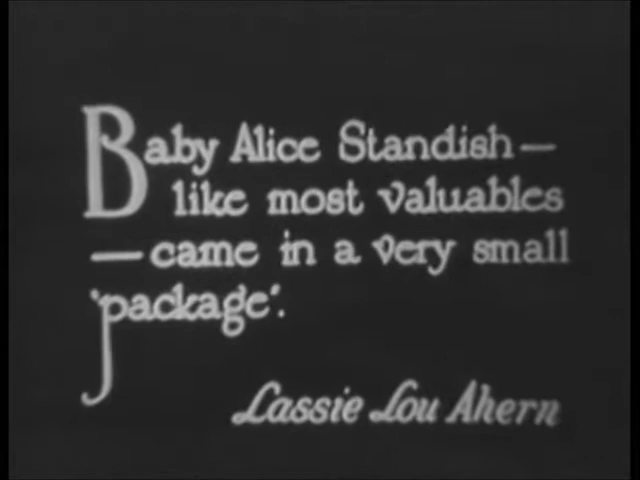 Baby Alice Standish —
like most valuables
— came in a very small
'package'.
Lassie Lou Ahern